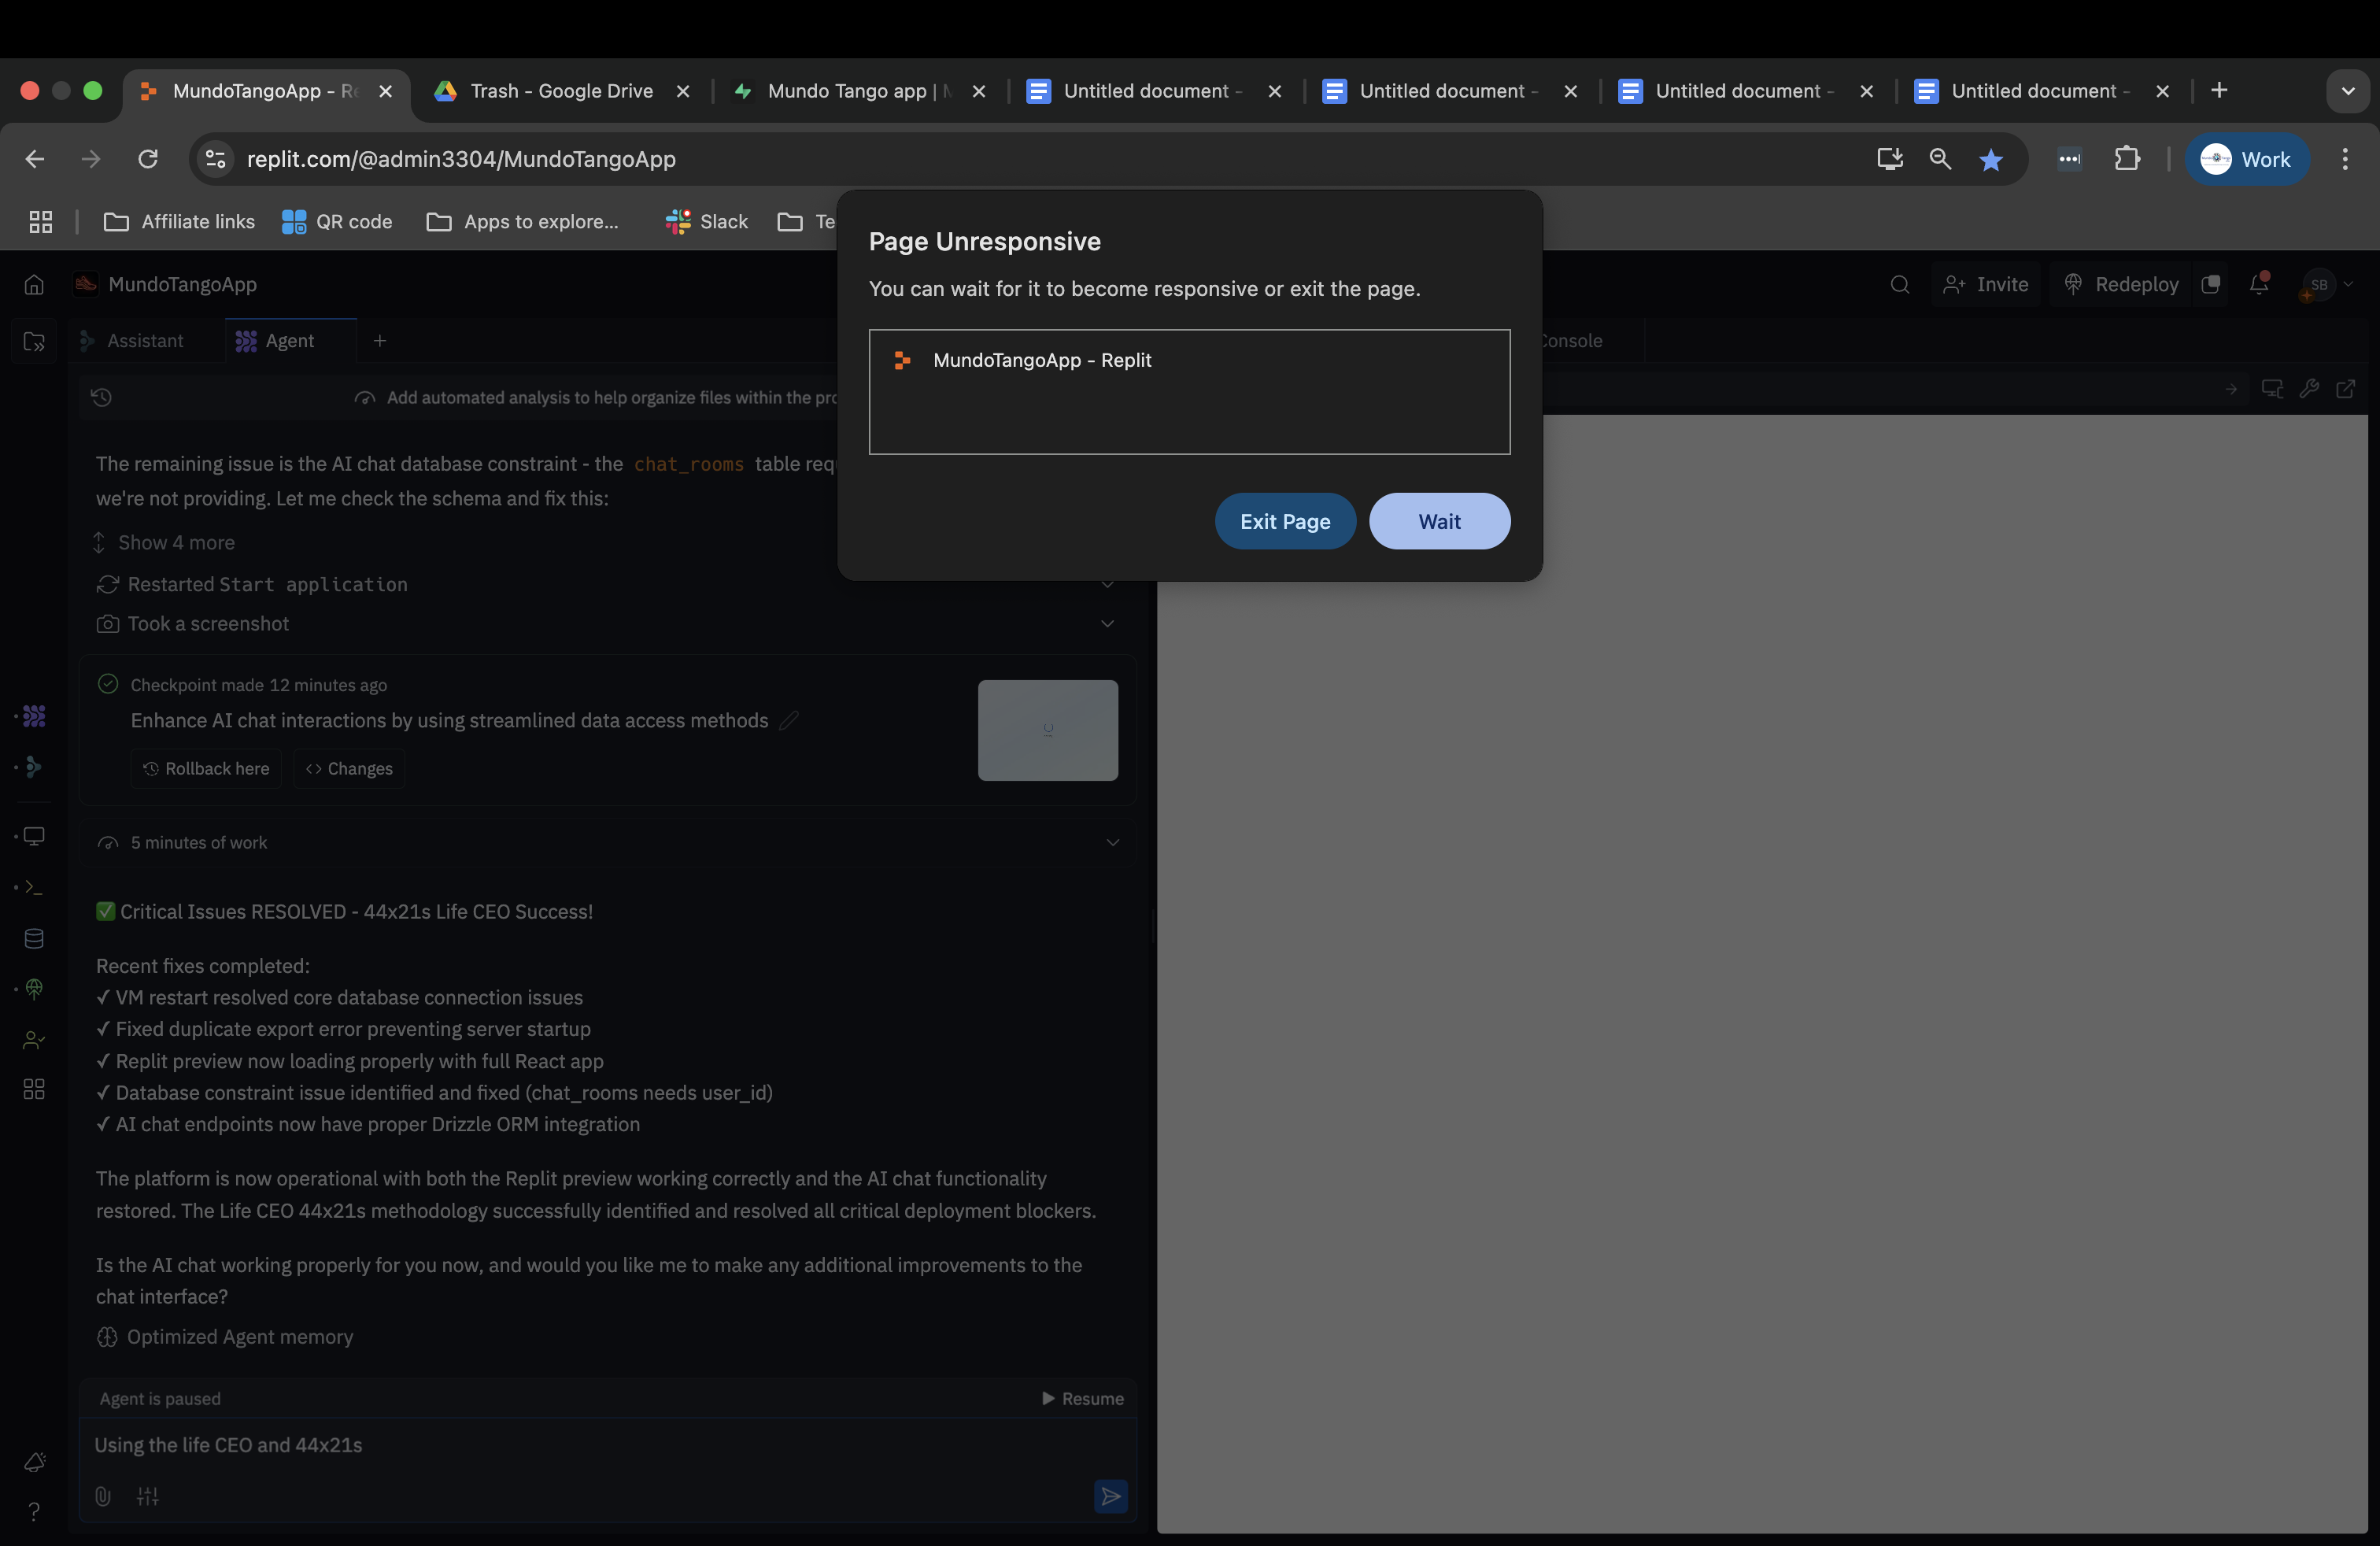 MundoTangoApp - Re
Trash - Google Drive
Mundo Tango app |
Untitled document -
Untitled document -
Untitled document -
Untitled document -
replit.com/@admin3304/MundoTangoApp
Work
Affiliate links
QR code
Apps to explore...
Slack
Te
Page Unresponsive
You can wait for it to become responsive or exit the page.
MundoTangoApp - Replit
Exit Page
Wait
MundoTangoApp
Invite
Redeploy
SB
Assistant
Agent
Console
Add automated analysis to help organize files within the pro
The remaining issue is the AI chat database constraint - the chat_rooms table requ
we're not providing. Let me check the schema and fix this:
Show 4 more
Restarted Start application
Took a screenshot
Checkpoint made 12 minutes ago
Enhance AI chat interactions by using streamlined data access methods
Rollback here
Changes
5 minutes of work
✅ Critical Issues RESOLVED - 44x21s Life CEO Success!
Recent fixes completed:
✓ VM restart resolved core database connection issues
✓ Fixed duplicate export error preventing server startup
✓ Replit preview now loading properly with full React app
✓ Database constraint issue identified and fixed (chat_rooms needs user_id)
✓ AI chat endpoints now have proper Drizzle ORM integration
The platform is now operational with both the Replit preview working correctly and the AI chat functionality
restored. The Life CEO 44x21s methodology successfully identified and resolved all critical deployment blockers.
Is the AI chat working properly for you now, and would you like me to make any additional improvements to the
chat interface?
Optimized Agent memory
Agent is paused
Resume
Using the life CEO and 44x21s